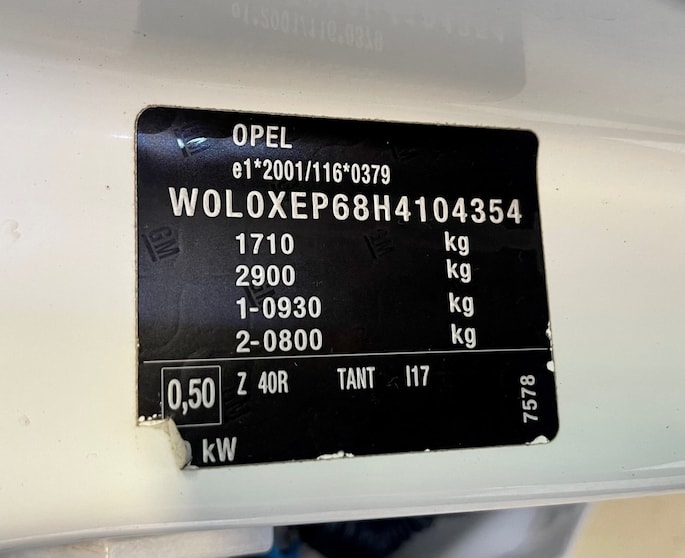 OPEL
e1*2001/116*0379
W0L0XEP68H4104354
1710 kg
2900 kg
1-0930 kg
2-0800 kg
0,50 Z 40R TANT I17
7578
kW